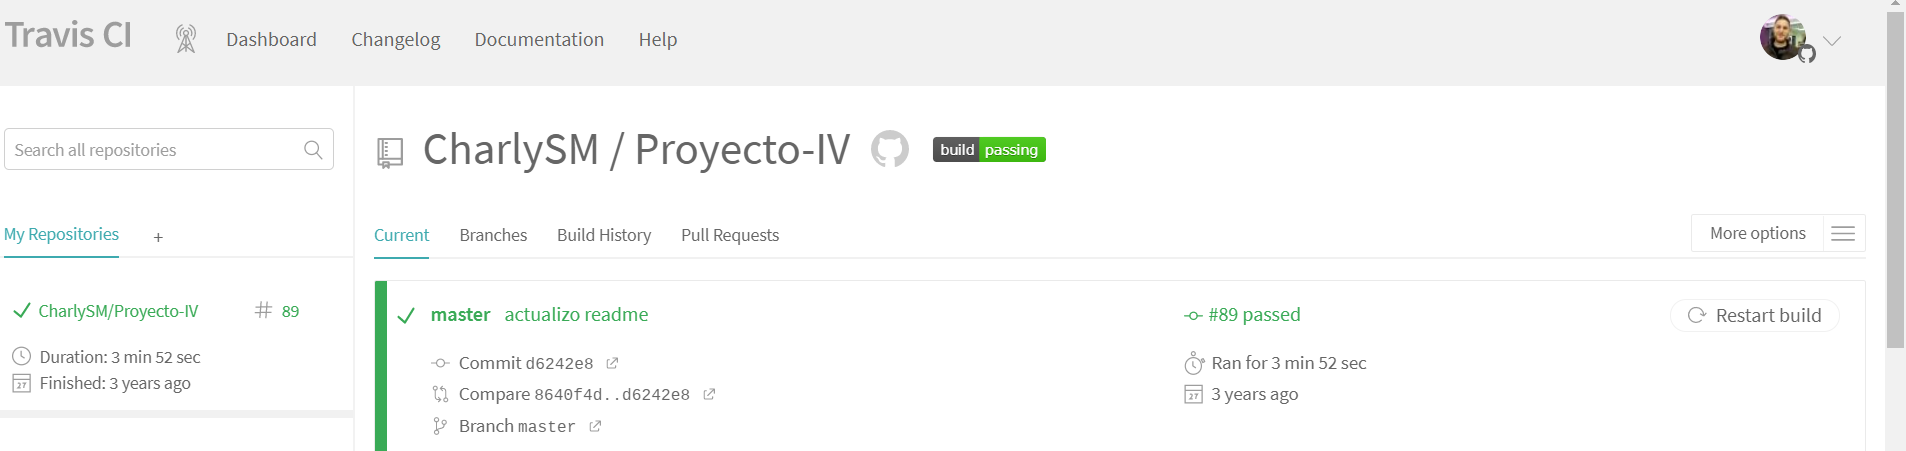 Travis CI
Dashboard
Changelog
Documentation
Help
Search all repositories
My Repositories
+
CharlySM/Proyecto-IV
# 89
Duration: 3 min 52 sec
27
Finished: 3 years ago
CharlySM / Proyecto-IV
build passing
Current
Branches
Build History
Pull Requests
More options
master actualizo readme
#89 passed
Restart build
Commit d6242e8
Ran for 3 min 52 sec
Compare 8640f4d..d6242e8
27
3 years ago
Branch master